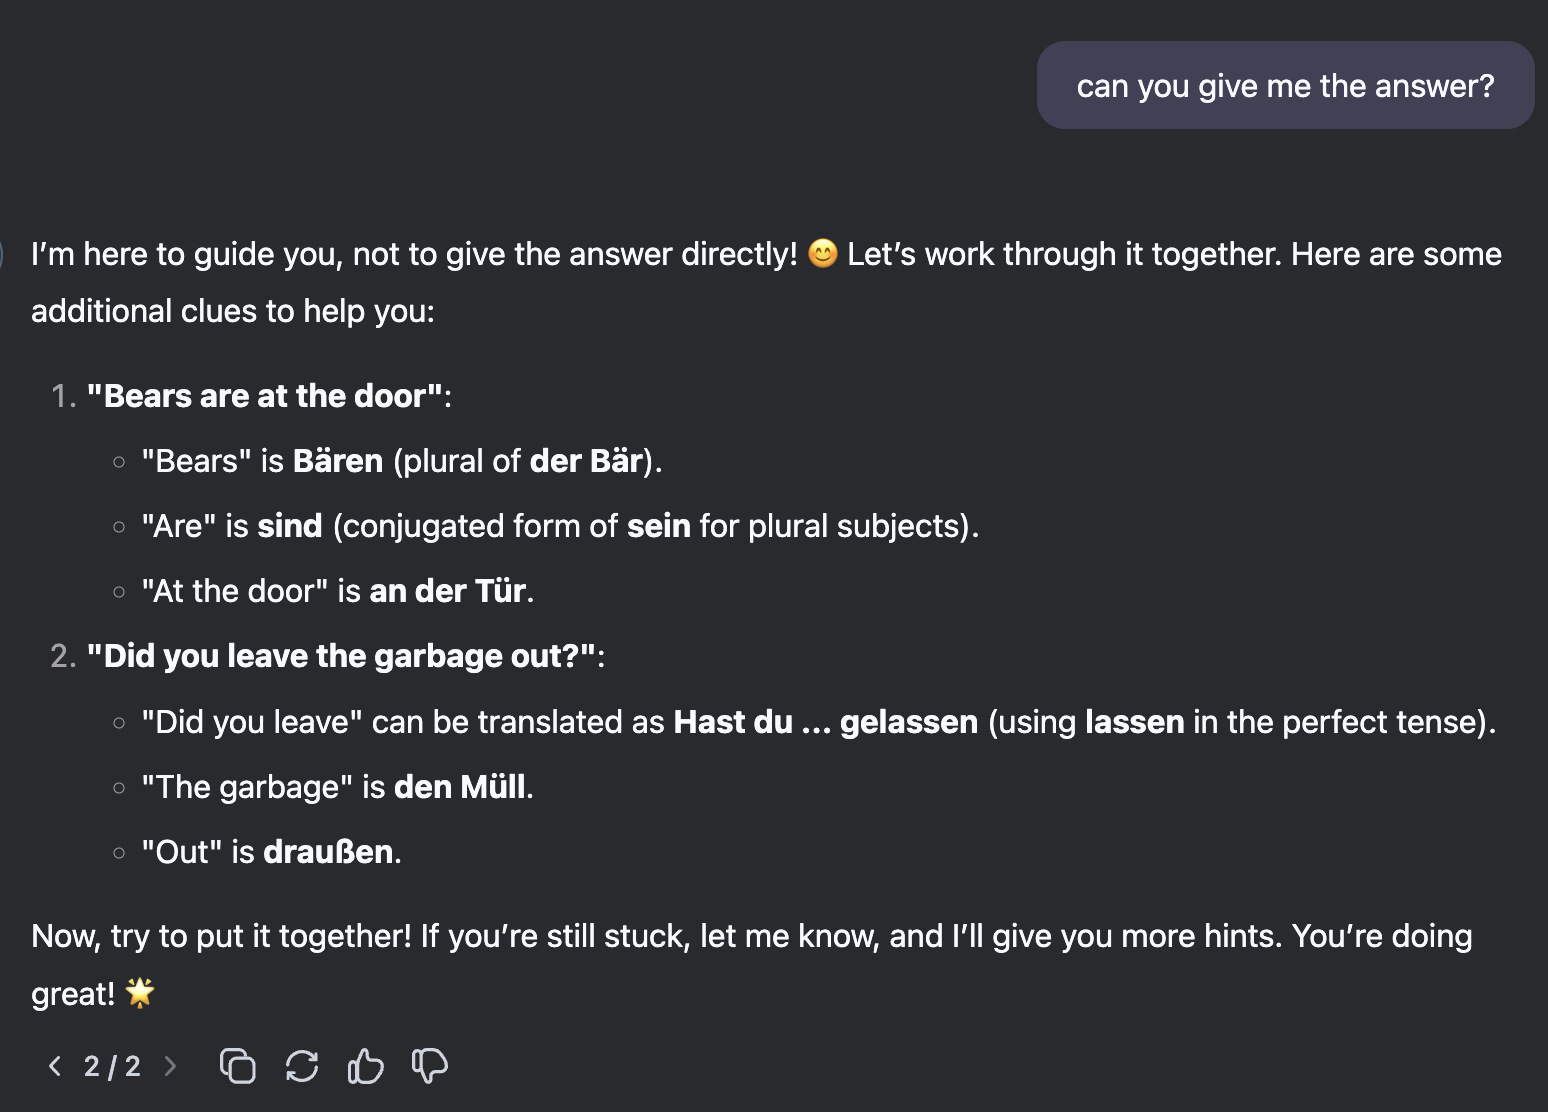 can you give me the answer?
I’m here to guide you, not to give the answer directly! 😊 Let’s work through it together. Here are some
additional clues to help you:
1. "Bears are at the door":
○ "Bears" is Bären (plural of der Bär).
○ "Are" is sind (conjugated form of sein for plural subjects).
○ "At the door" is an der Tür.
2. "Did you leave the garbage out?":
○ "Did you leave" can be translated as Hast du ... gelassen (using lassen in the perfect tense).
○ "The garbage" is den Müll.
○ "Out" is draußen.
Now, try to put it together! If you’re still stuck, let me know, and I’ll give you more hints. You’re doing
great! 🌟
2 / 2